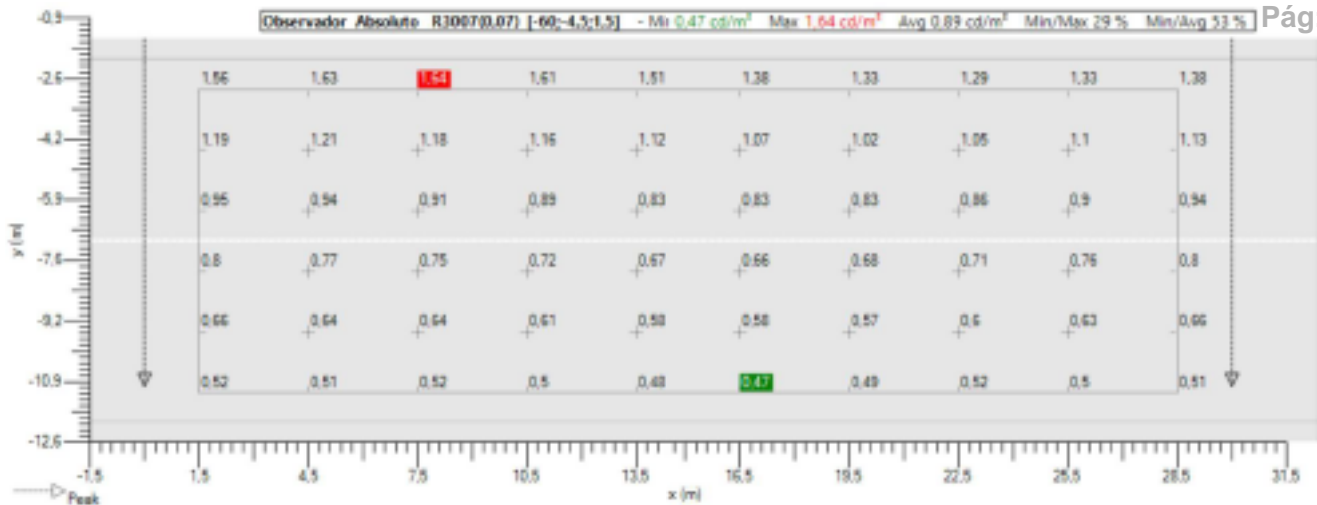 Observador Absoluto R3007(0,07) [-60;-4,5;1,5] - Min 0,47 cd/m² Max 1,64 cd/m² Avg 0,89 cd/m² Min/Max 29 % Min/Avg 53 %
Pág
-0.9
-2.6 1,56 1,63 1,64 1,61 1,51 1,38 1,33 1,29 1,33 1,38
-4.2 1,19 1,21 1,18 1,16 1,12 1,07 1,02 1,05 1,1 1,13
-5.9 0,95 0,94 0,91 0,89 0,83 0,83 0,83 0,86 0,9 0,94
y (m)
-7.6 0,8 0,77 0,75 0,72 0,67 0,66 0,68 0,71 0,76 0,8
-9.2 0,66 0,64 0,64 0,61 0,58 0,58 0,57 0,6 0,63 0,66
-10.9 0,52 0,51 0,52 0,5 0,48 0,47 0,49 0,52 0,5 0,51
-12.6
-1.5 1.5 4.5 7.5 10.5 13.5 16.5 19.5 22.5 25.5 28.5 31.5
Peak x (m)